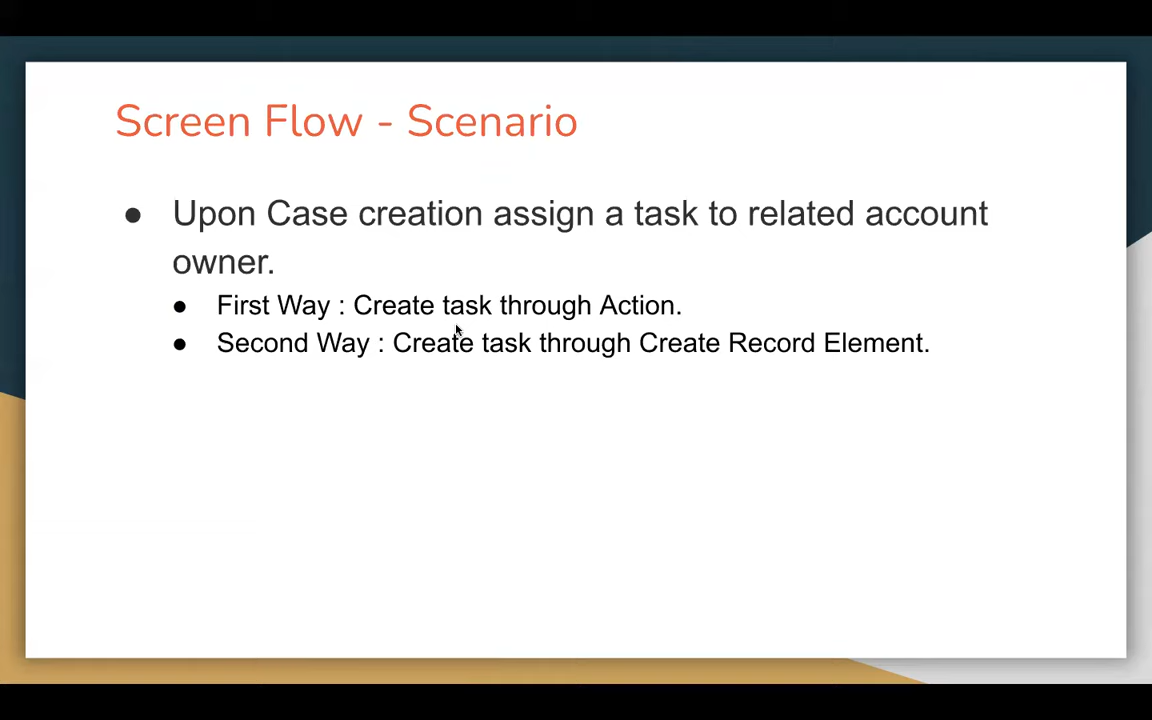 Screen Flow - Scenario
● Upon Case creation assign a task to related account
owner.
● First Way : Create task through Action.
● Second Way : Create task through Create Record Element.